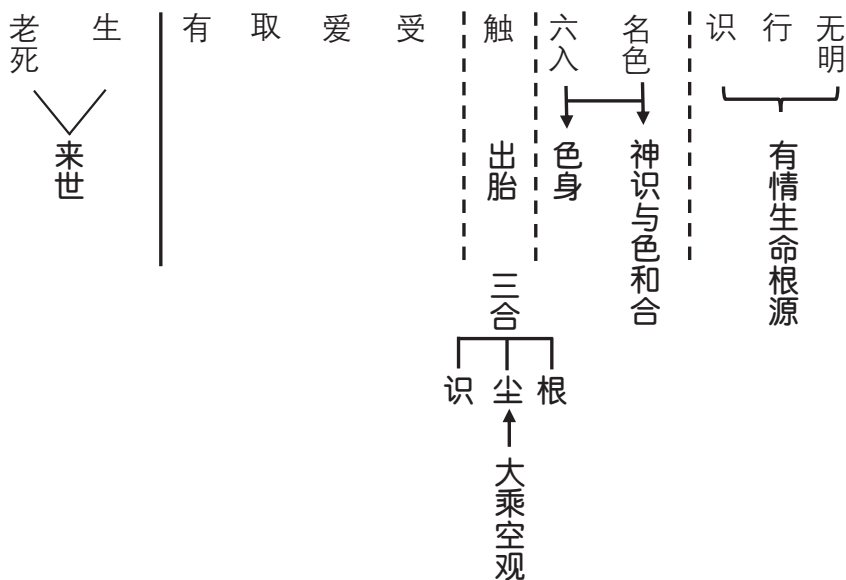 老死 生 有 取 爱 受 触 六入 名色 识 行 无明
来世
出胎
色身
神识与色和合
有情生命根源
三合
识 尘 根
大乘空观